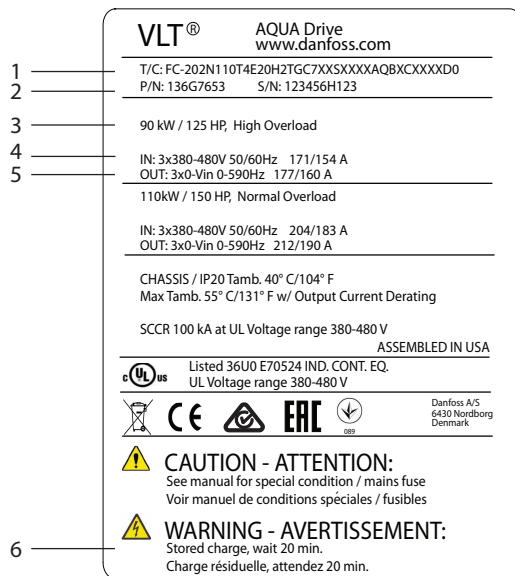 VLT® AQUA Drive
www.danfoss.com
1 T/C: FC-202N110T4E20H2TGC7XXSXXXXAQBXCXXXXD0
2 P/N: 136G7653 S/N: 123456H123
3 90 kW / 125 HP, High Overload
4 IN: 3x380-480V 50/60Hz 171/154 A
5 OUT: 3x0-Vin 0-590Hz 177/160 A
110kW / 150 HP, Normal Overload
IN: 3x380-480V 50/60Hz 204/183 A
OUT: 3x0-Vin 0-590Hz 212/190 A
CHASSIS / IP20 Tamb. 40° C/104° F
Max Tamb. 55° C/131° F w/ Output Current Derating
SCCR 100 kA at UL Voltage range 380-480 V
ASSEMBLED IN USA
c UL us Listed 36U0 E70524 IND. CONT. EQ.
UL Voltage range 380-480 V
CE EAC 089
Danfoss A/S
6430 Nordborg
Denmark
CAUTION - ATTENTION:
See manual for special condition / mains fuse
Voir manuel de conditions spéciales / fusibles
WARNING - AVERTISSEMENT:
6 Stored charge, wait 20 min.
Charge résiduelle, attendez 20 min.